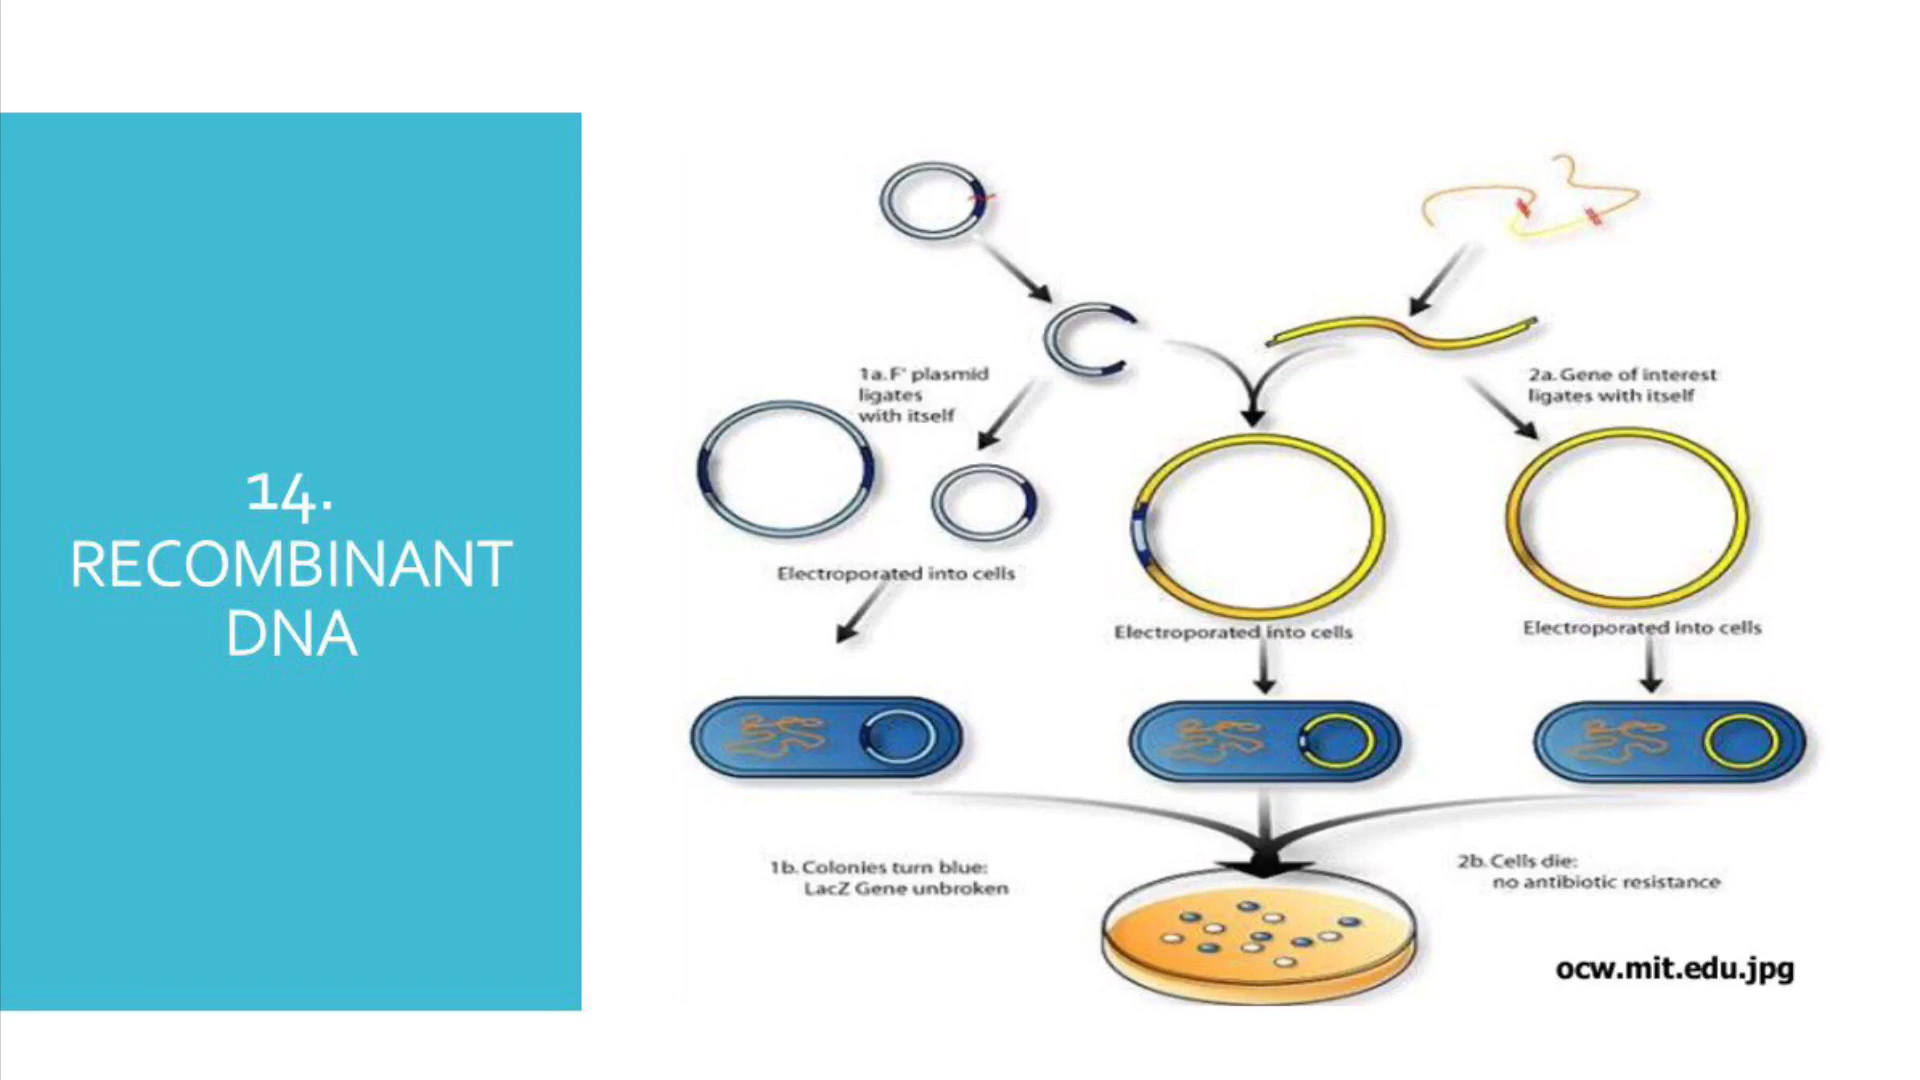 14.
RECOMBINANT
DNA
1a. F' plasmid
ligates
with itself
2a. Gene of interest
ligates with itself
Electroporated into cells
Electroporated into cells
Electroporated into cells
1b. Colonies turn blue:
LacZ Gene unbroken
2b. Cells die:
no antibiotic resistance
ocw.mit.edu.jpg